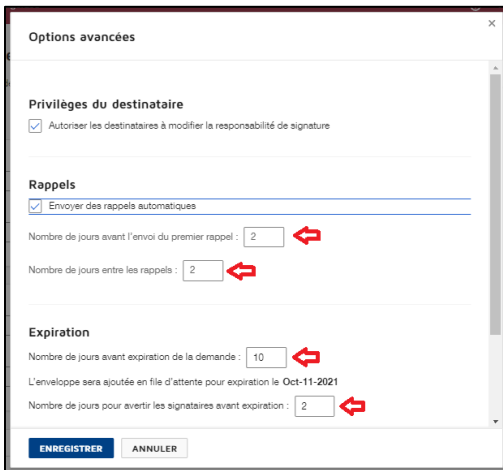 Options avancées
Privilèges du destinataire
Autoriser les destinataires à modifier la responsabilité de signature
Rappels
Envoyer des rappels automatiques
Nombre de jours avant l'envoi du premier rappel : 2
Nombre de jours entre les rappels : 2
Expiration
Nombre de jours avant expiration de la demande : 10
L'enveloppe sera ajoutée en file d'attente pour expiration le Oct-11-2021
Nombre de jours pour avertir les signataires avant expiration : 2
ENREGISTRER ANNULER